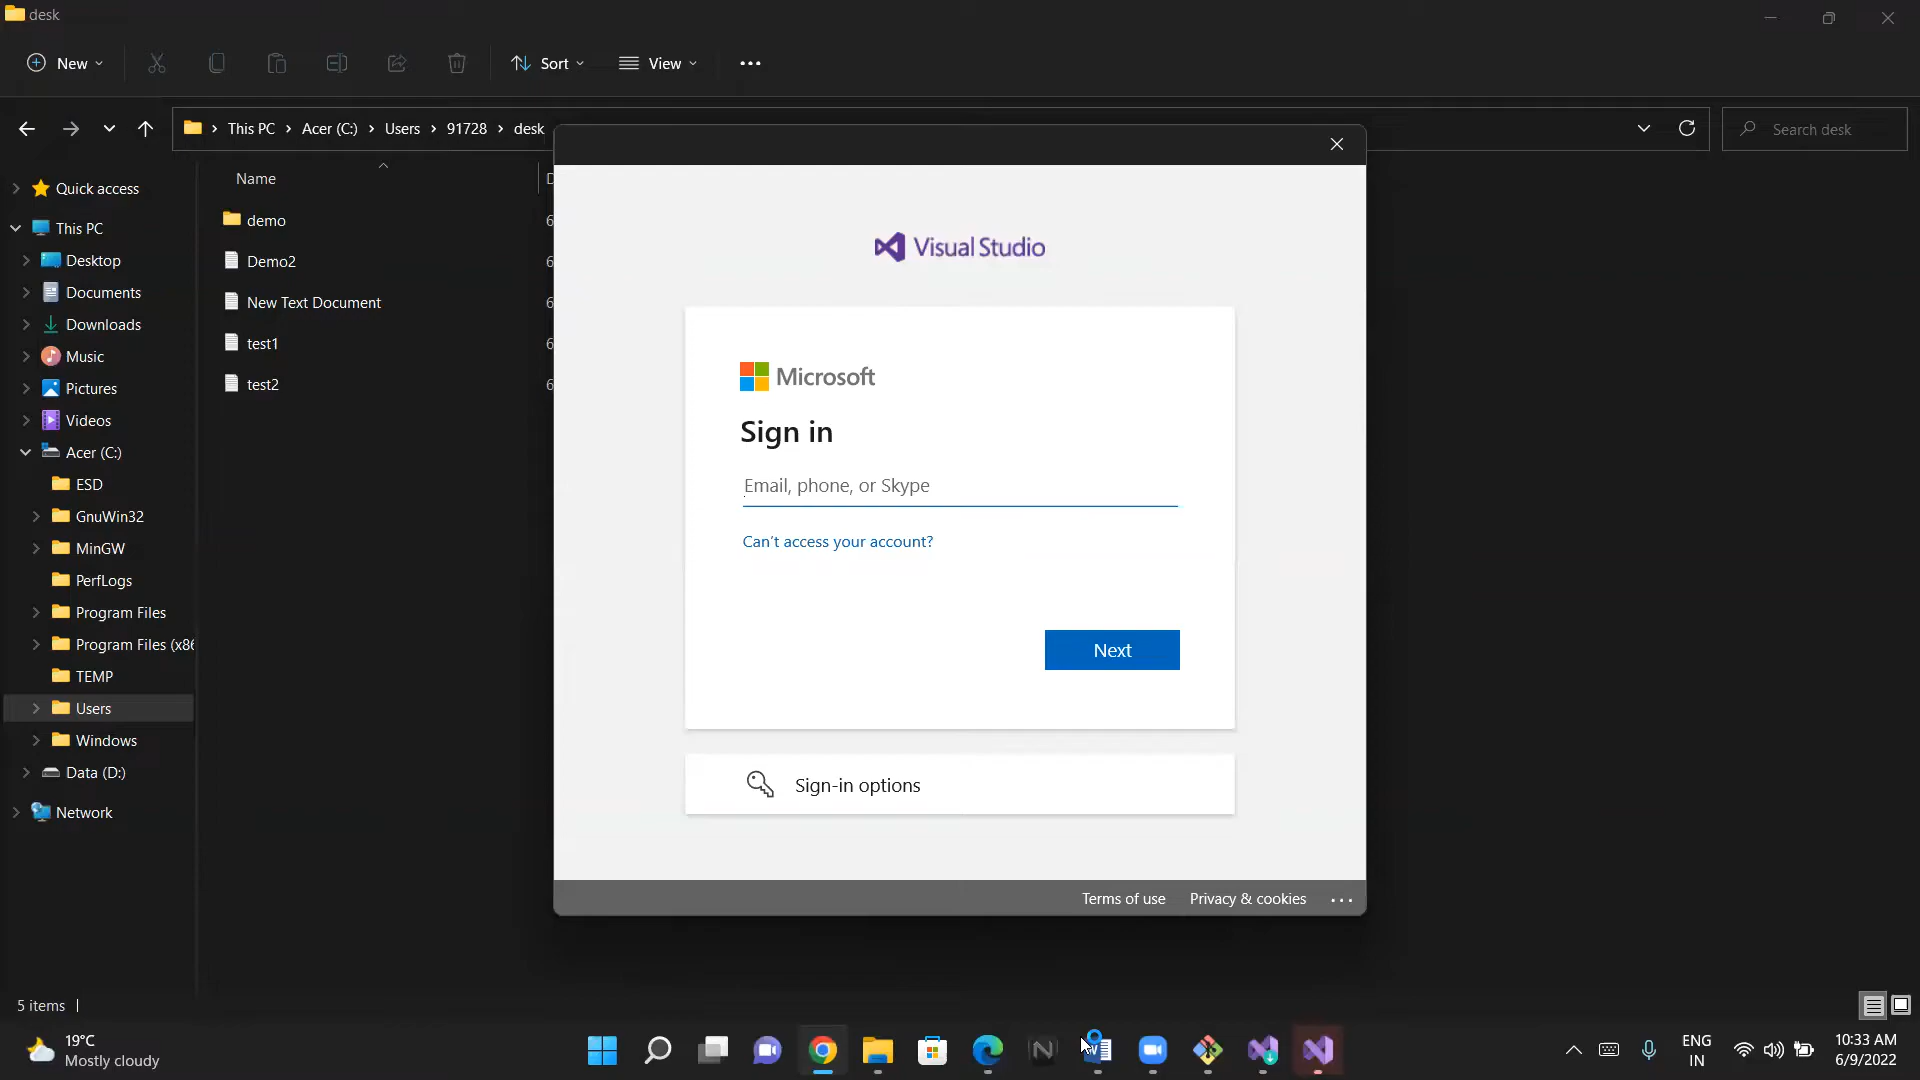 desk
New
Sort
View
This PC
Acer (C:)
Users
91728
desk
Search desk
Quick access
This PC
Desktop
Documents
Downloads
Music
Pictures
Videos
Acer (C:)
ESD
GnuWin32
MinGW
PerfLogs
Program Files
Program Files (x86
TEMP
Users
Windows
Data (D:)
Network
Name
demo
Demo2
New Text Document
test1
test2
Visual Studio
Microsoft
Sign in
Email, phone, or Skype
Can't access your account?
Next
Sign-in options
Terms of use Privacy & cookies
5 items
19°C
Mostly cloudy
ENG
IN
10:33 AM
6/9/2022